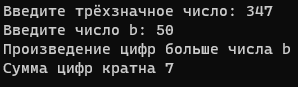 Введите трёхзначное число: 347
Введите число b: 50
Произведение цифр больше числа b
Сумма цифр кратна 7